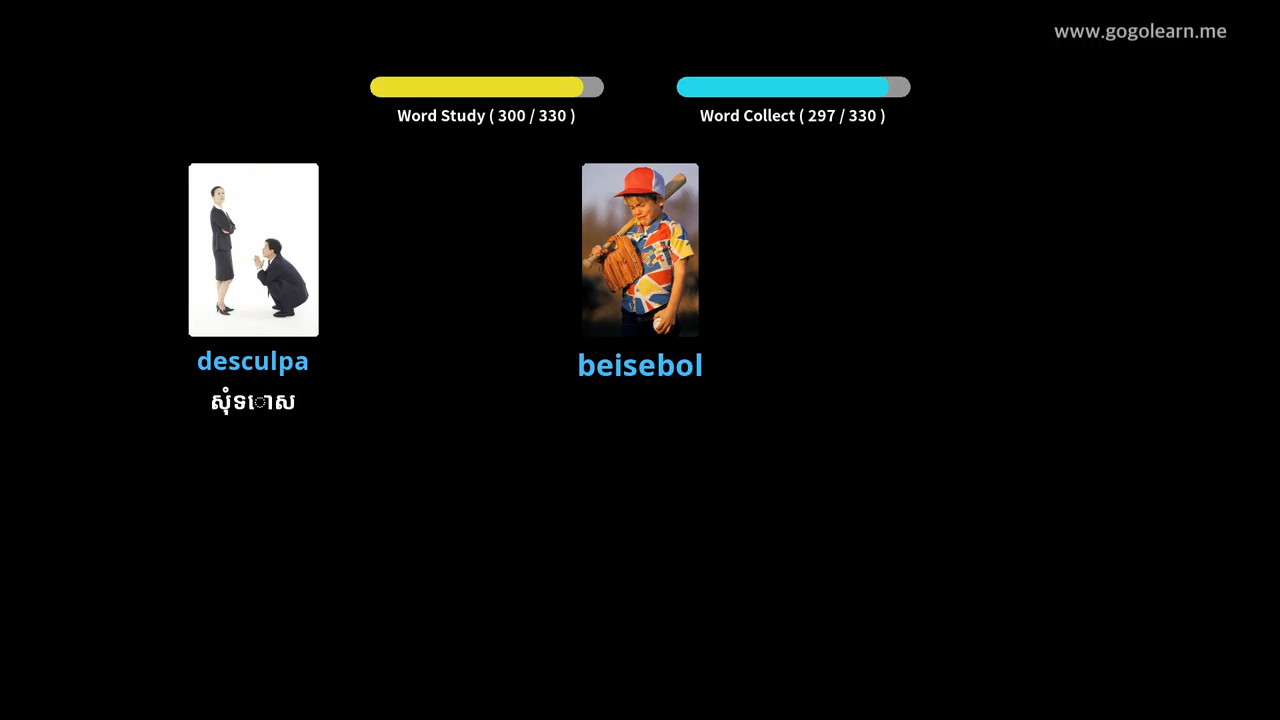 www.gogolearn.me
Word Study ( 300 / 330 )
Word Collect ( 297 / 330 )
desculpa
សុំទោស
beisebol